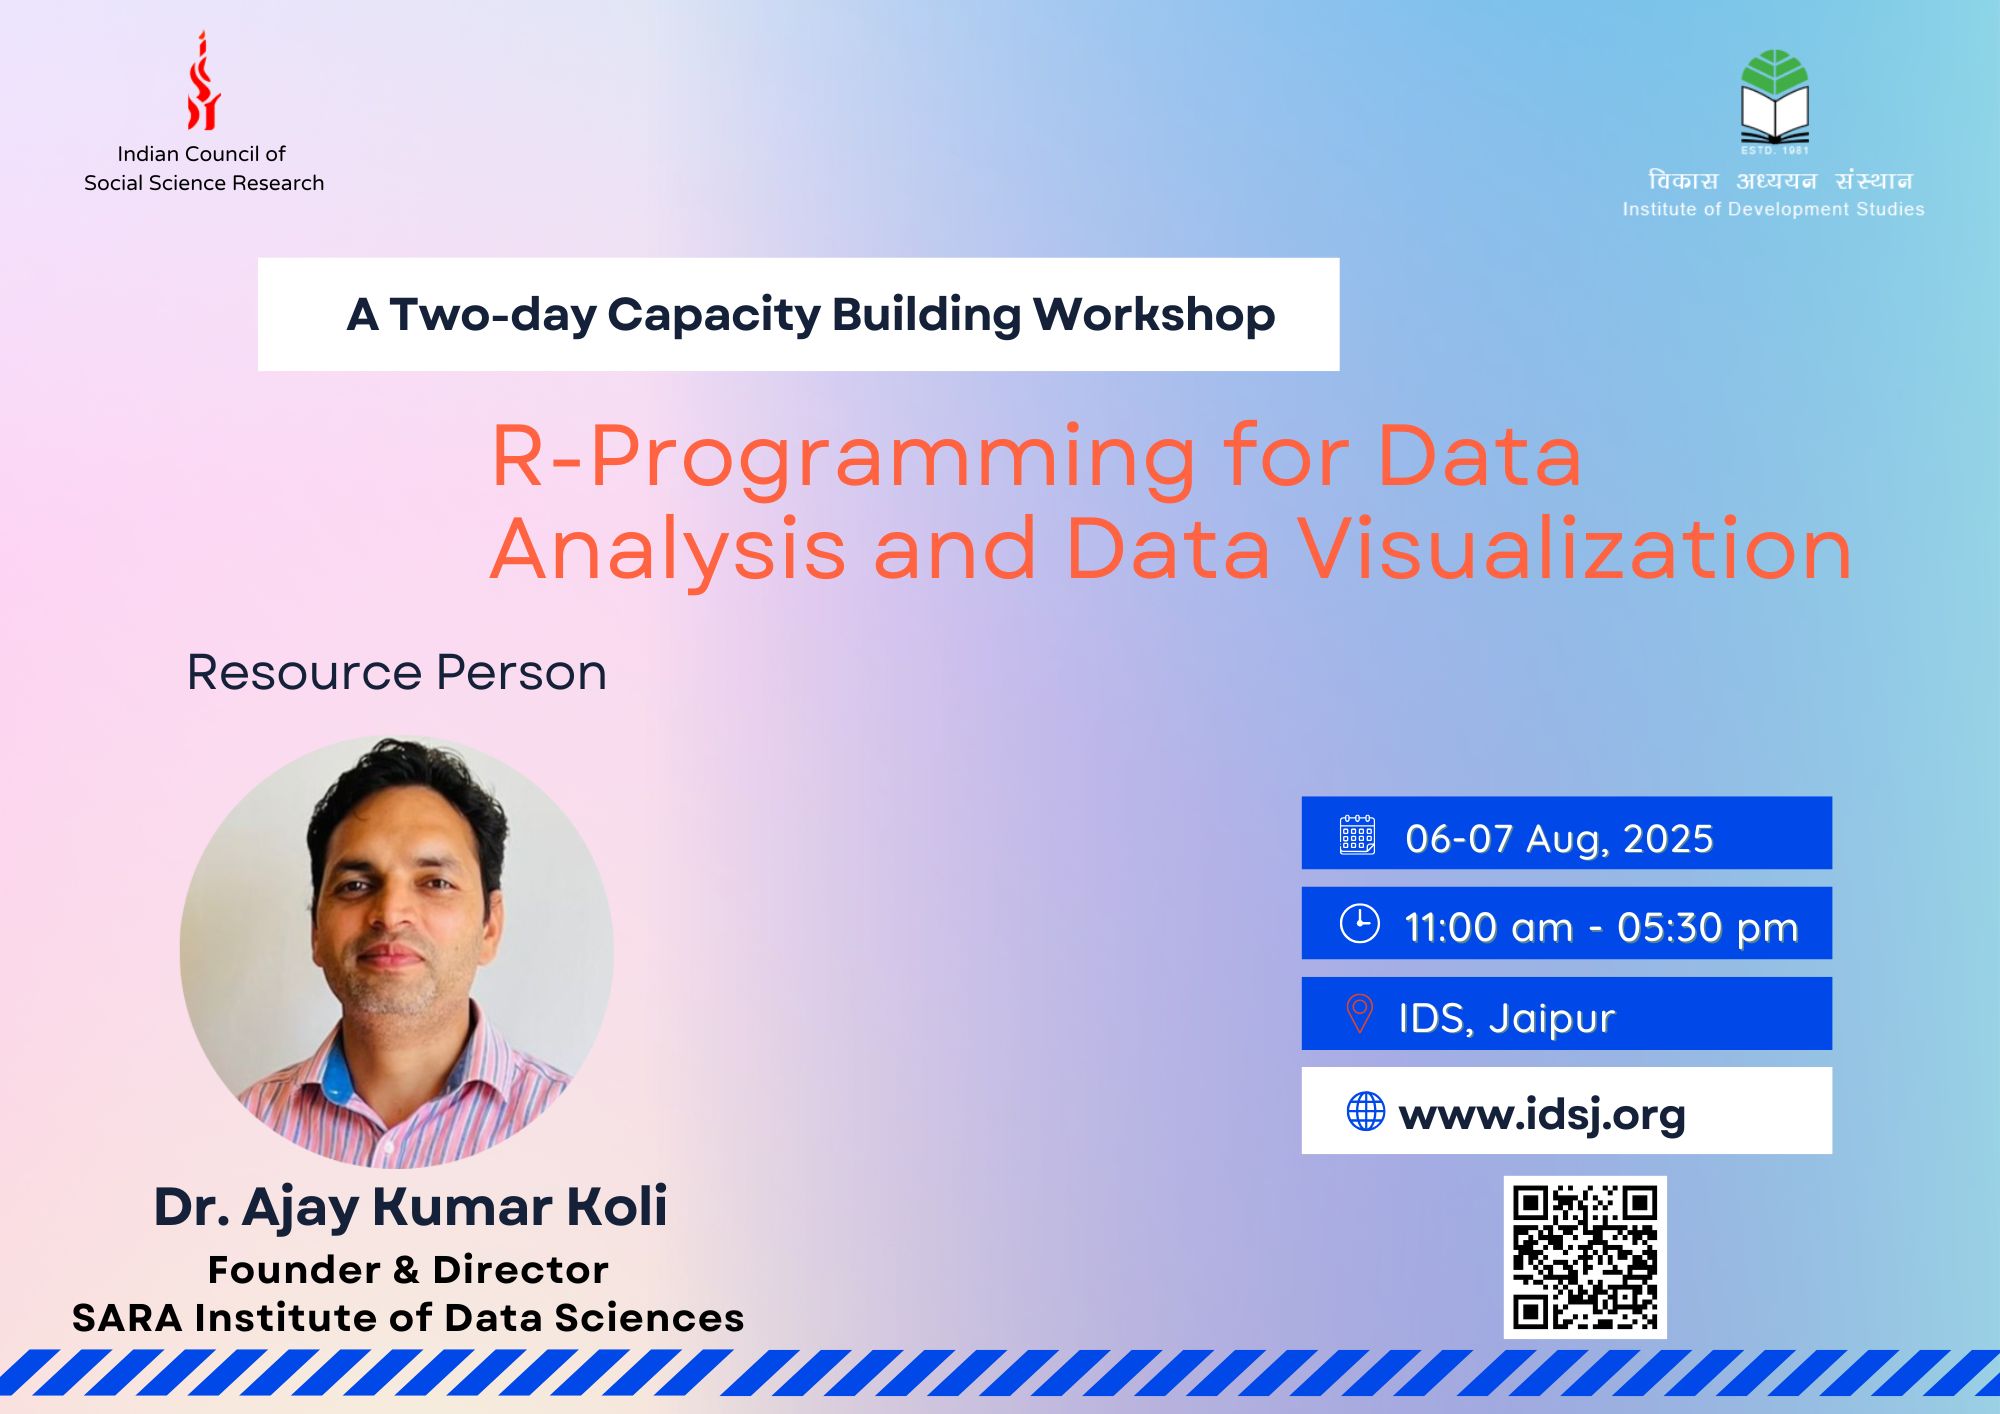 Indian Council of
Social Science Research
ESTD. 1981
विकास अध्ययन संस्थान
Institute of Development Studies
A Two-day Capacity Building Workshop
R-Programming for Data
Analysis and Data Visualization
Resource Person
Dr. Ajay Kumar Koli
Founder & Director
SARA Institute of Data Sciences
06-07 Aug, 2025
11:00 am - 05:30 pm
IDS, Jaipur
www.idsj.org